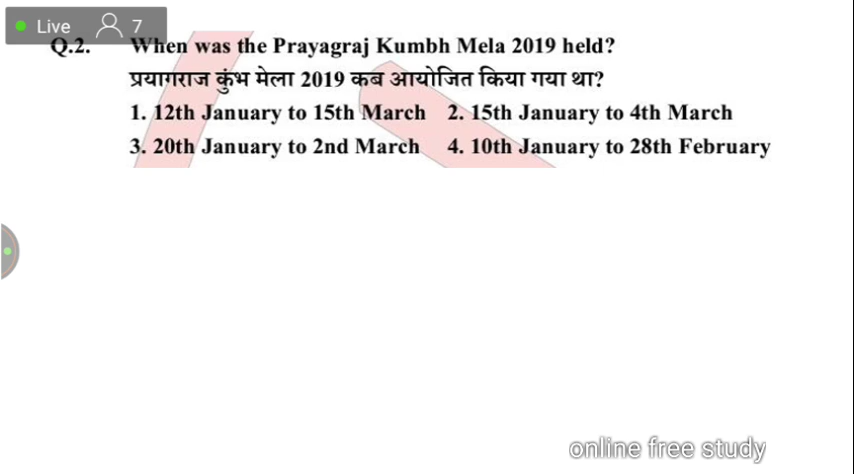 Live 7
Q.2. When was the Prayagraj Kumbh Mela 2019 held?
प्रयागराज कुंभ मेला 2019 कब आयोजित किया गया था?
1. 12th January to 15th March 2. 15th January to 4th March
3. 20th January to 2nd March 4. 10th January to 28th February
online free study